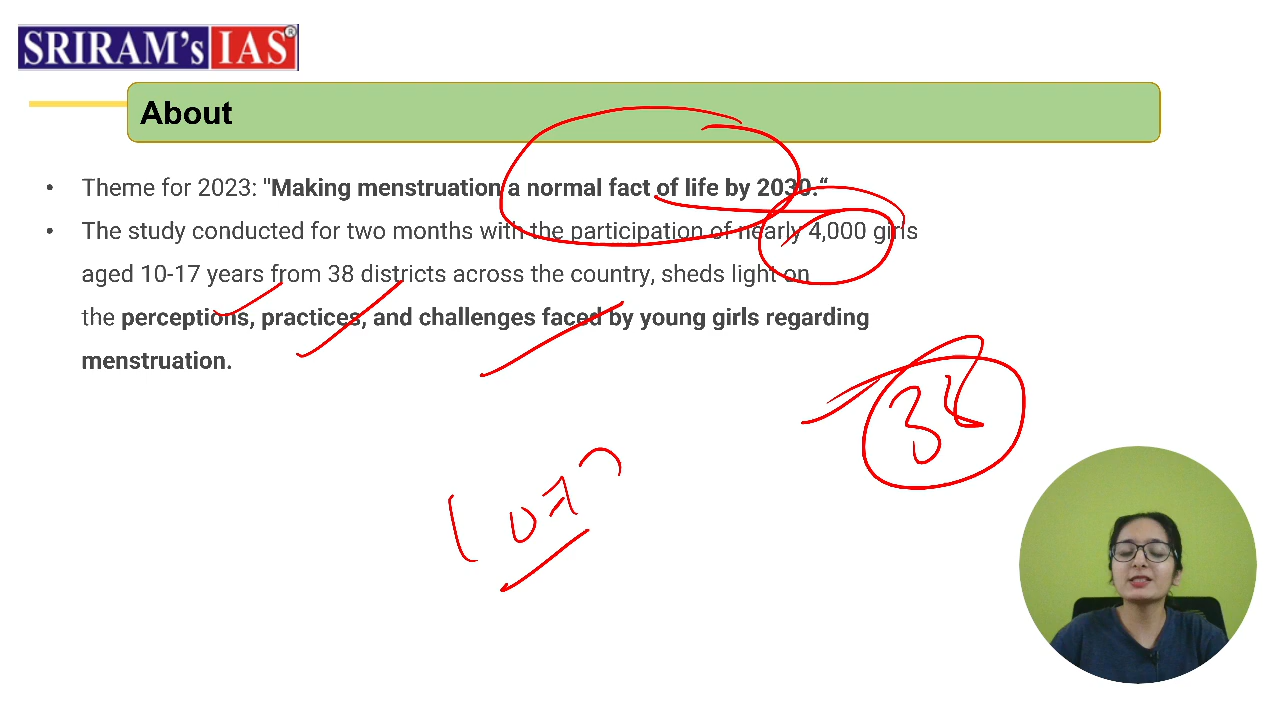 SRIRAM's IAS®
About
• Theme for 2023: "Making menstruation a normal fact of life by 2030.“
• The study conducted for two months with the participation of nearly 4,000 girls
aged 10-17 years from 38 districts across the country, sheds light on
the perceptions, practices, and challenges faced by young girls regarding
menstruation.
38